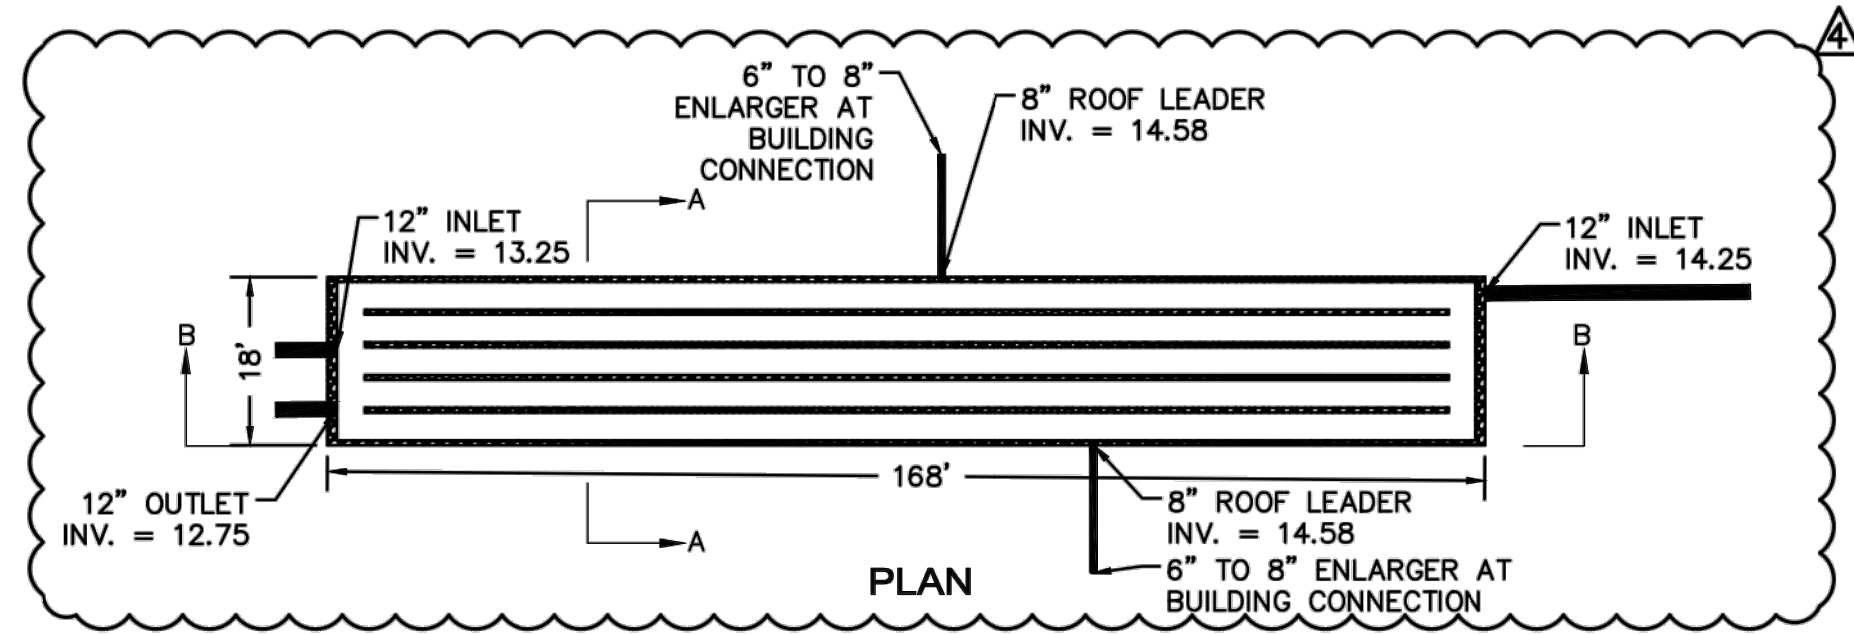 4
6” TO 8”
ENLARGER AT
BUILDING
CONNECTION
8” ROOF LEADER
INV. = 14.58
A
12” INLET
INV. = 13.25
12” INLET
INV. = 14.25
B
18'
B
168'
12” OUTLET
INV. = 12.75
A
8” ROOF LEADER
INV. = 14.58
6” TO 8” ENLARGER AT
BUILDING CONNECTION
PLAN